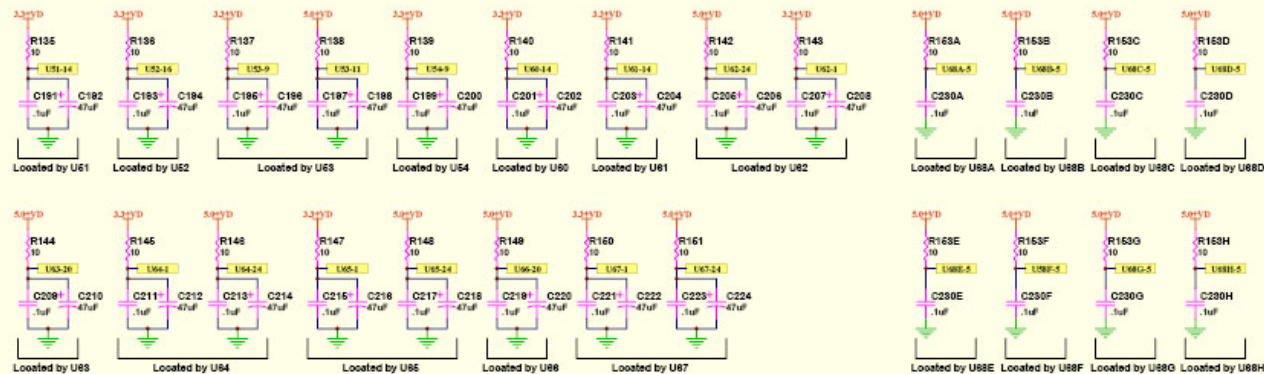 3.3+VD 3.3+VD 3.3+VD 5.0+VD 3.3+VD 5.0+VD 3.3+VD 5.0+VD 3.3+VD 5.0+VD 5.0+VD 5.0+VD 5.0+VD
R135 R136 R137 R138 R139 R140 R141 R142 R143 R153A R153B R153C R153D
10 10 10 10 10 10 10 10 10 10 10 10 10
U51-14 U52-16 U53-9 U53-11 U54-9 U60-14 U61-14 U62-24 U62-1 U68A-5 U68B-5 U68C-5 U68D-5
C191 + C192 C193 + C194 C195 + C196 C197 + C198 C199 + C200 C201 + C202 C203 + C204 C205 + C206 C207 + C208 C230A C230B C230C C230D
.1uF 47uF .1uF 47uF .1uF 47uF .1uF 47uF .1uF 47uF .1uF 47uF .1uF 47uF .1uF 47uF .1uF 47uF .1uF .1uF .1uF .1uF
Located by U51 Located by U52 Located by U53 Located by U54 Located by U60 Located by U61 Located by U62 Located by U68A Located by U68B Located by U68C Located by U68D
5.0+VD 3.3+VD 5.0+VD 3.3+VD 5.0+VD 5.0+VD 3.3+VD 5.0+VD 5.0+VD 5.0+VD 5.0+VD 5.0+VD
R144 R145 R146 R147 R148 R149 R150 R151 R153E R153F R153G R153H
10 10 10 10 10 10 10 10 10 10 10 10
U63-20 U64-1 U64-24 U65-1 U65-24 U66-20 U67-1 U67-24 U68E-5 U68F-5 U68G-5 U68H-5
C209 + C210 C211 + C212 C213 + C214 C215 + C216 C217 + C218 C219 + C220 C221 + C222 C223 + C224 C230E C230F C230G C230H
.1uF 47uF .1uF 47uF .1uF 47uF .1uF 47uF .1uF 47uF .1uF 47uF .1uF 47uF .1uF 47uF .1uF .1uF .1uF .1uF
Located by U63 Located by U64 Located by U65 Located by U66 Located by U67 Located by U68E Located by U68F Located by U68G Located by U68H